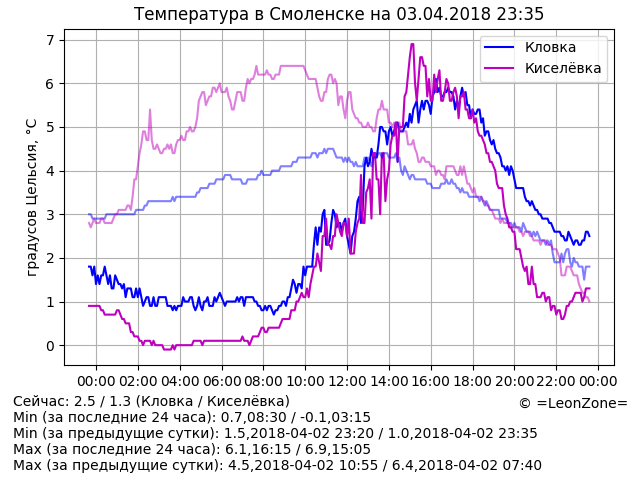 Температура в Смоленске на 03.04.2018 23:35
Кловка
Киселёвка
градусов Цельсия, °C
7
6
5
4
3
2
1
0
00:00 02:00 04:00 06:00 08:00 10:00 12:00 14:00 16:00 18:00 20:00 22:00 00:00
Сейчас: 2.5 / 1.3 (Кловка / Киселёвка)
© =LeonZone=
Min (за последние 24 часа): 0.7,08:30 / -0.1,03:15
Min (за предыдущие сутки): 1.5,2018-04-02 23:20 / 1.0,2018-04-02 23:35
Max (за последние 24 часа): 6.1,16:15 / 6.9,15:05
Max (за предыдущие сутки): 4.5,2018-04-02 10:55 / 6.4,2018-04-02 07:40